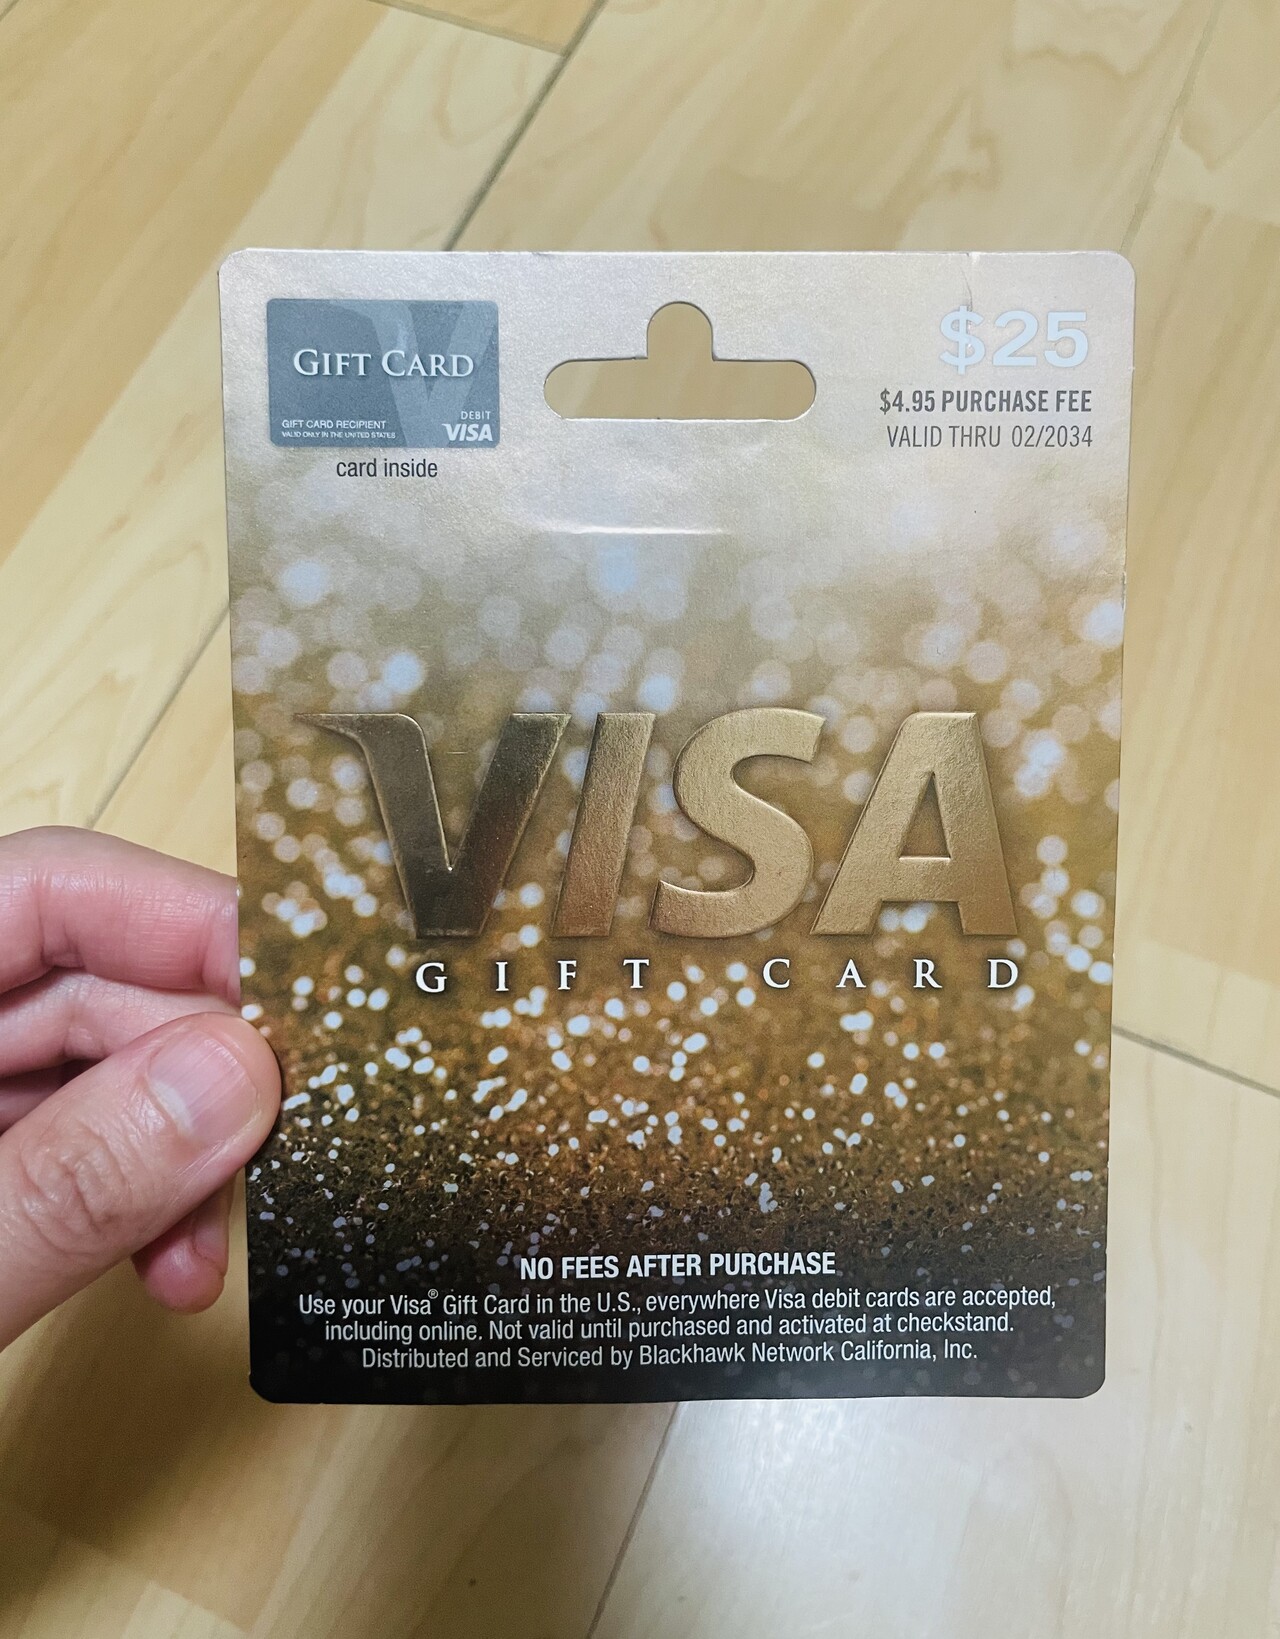 GIFT CARD
GIFT CARD RECIPIENT
VALID ONLY IN THE UNITED STATES
DEBIT
VISA
card inside
$25
$4.95 PURCHASE FEE
VALID THRU 02/2034
VISA
GIFT CARD
NO FEES AFTER PURCHASE
Use your Visa® Gift Card in the U.S., everywhere Visa debit cards are accepted,
including online. Not valid until purchased and activated at checkstand.
Distributed and Serviced by Blackhawk Network California, Inc.